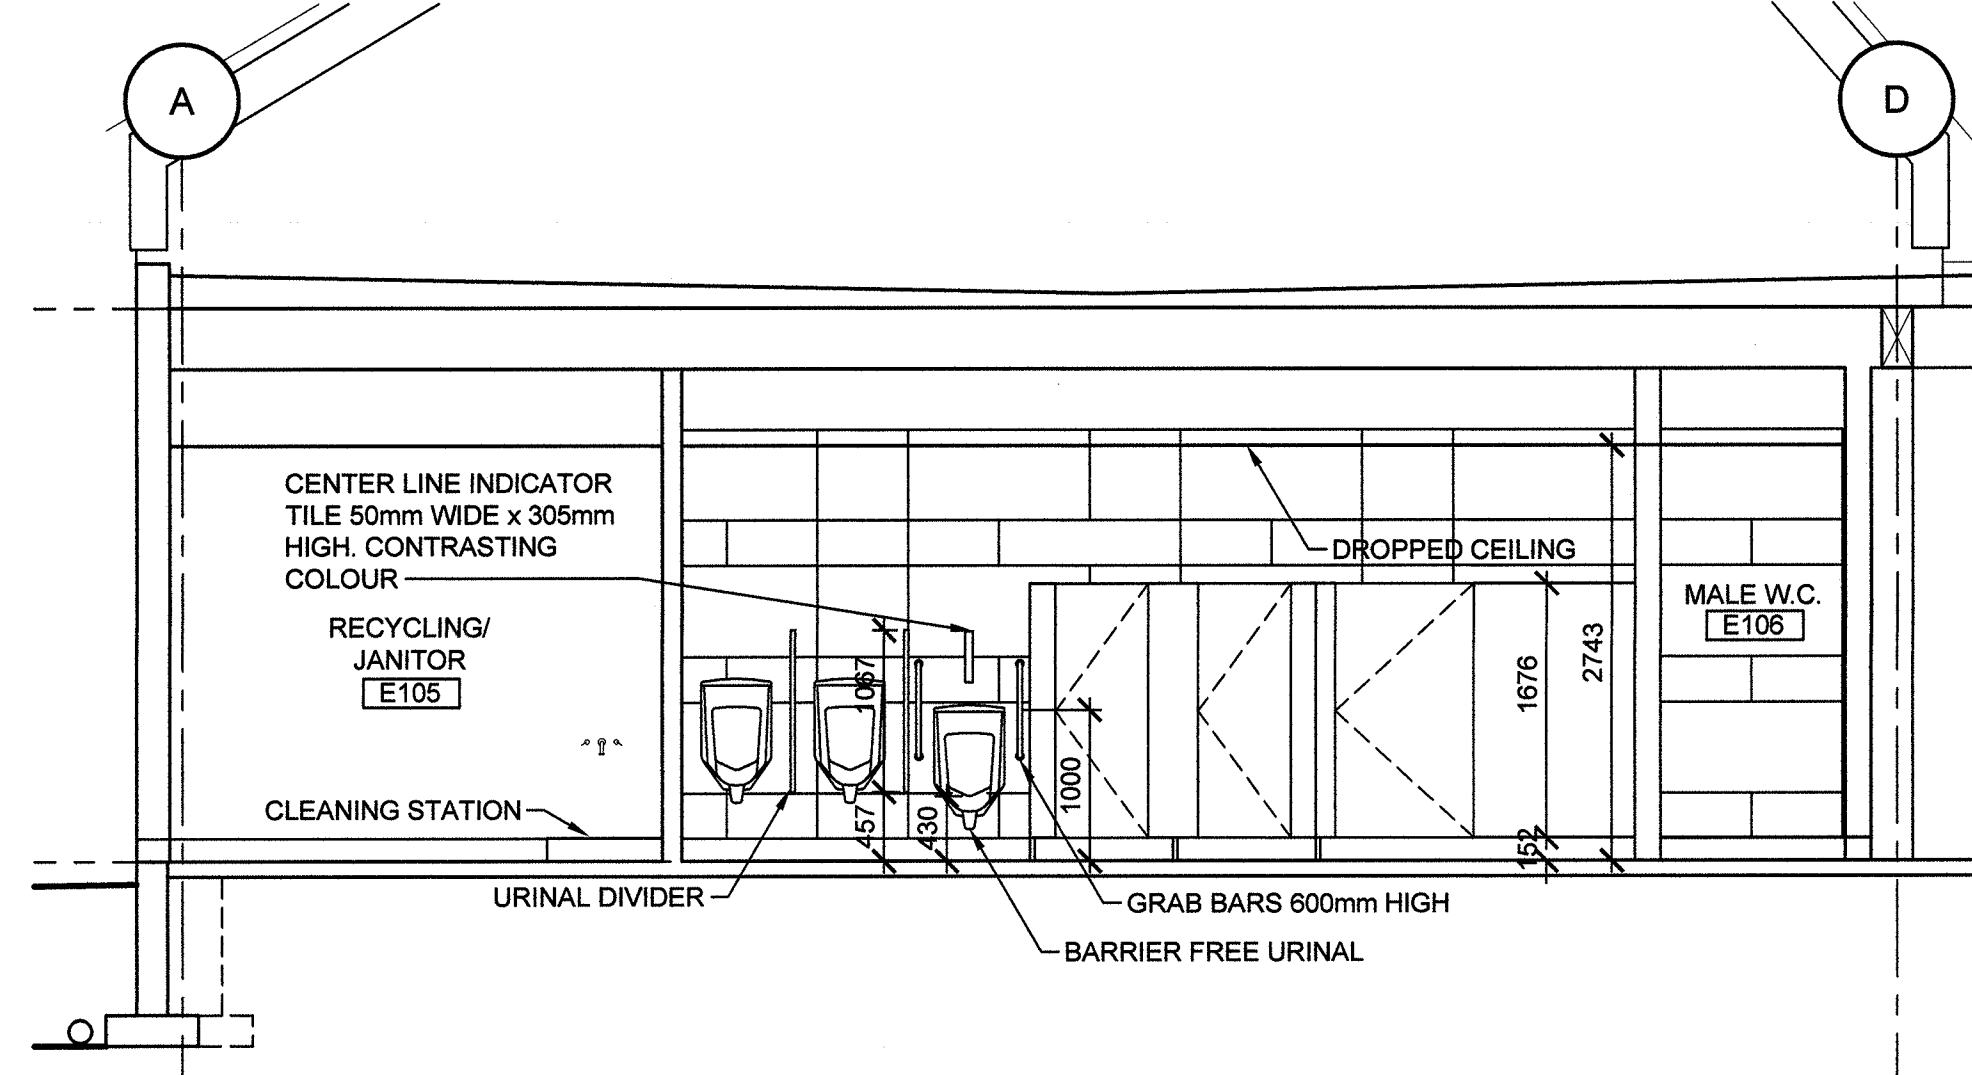 A
D
CENTER LINE INDICATOR
TILE 50mm WIDE x 305mm
HIGH. CONTRASTING
COLOUR
DROPPED CEILING
RECYCLING/
JANITOR
E105
MALE W.C.
E106
1067
1676
2743
1000
CLEANING STATION
457
430
152
URINAL DIVIDER
GRAB BARS 600mm HIGH
BARRIER FREE URINAL